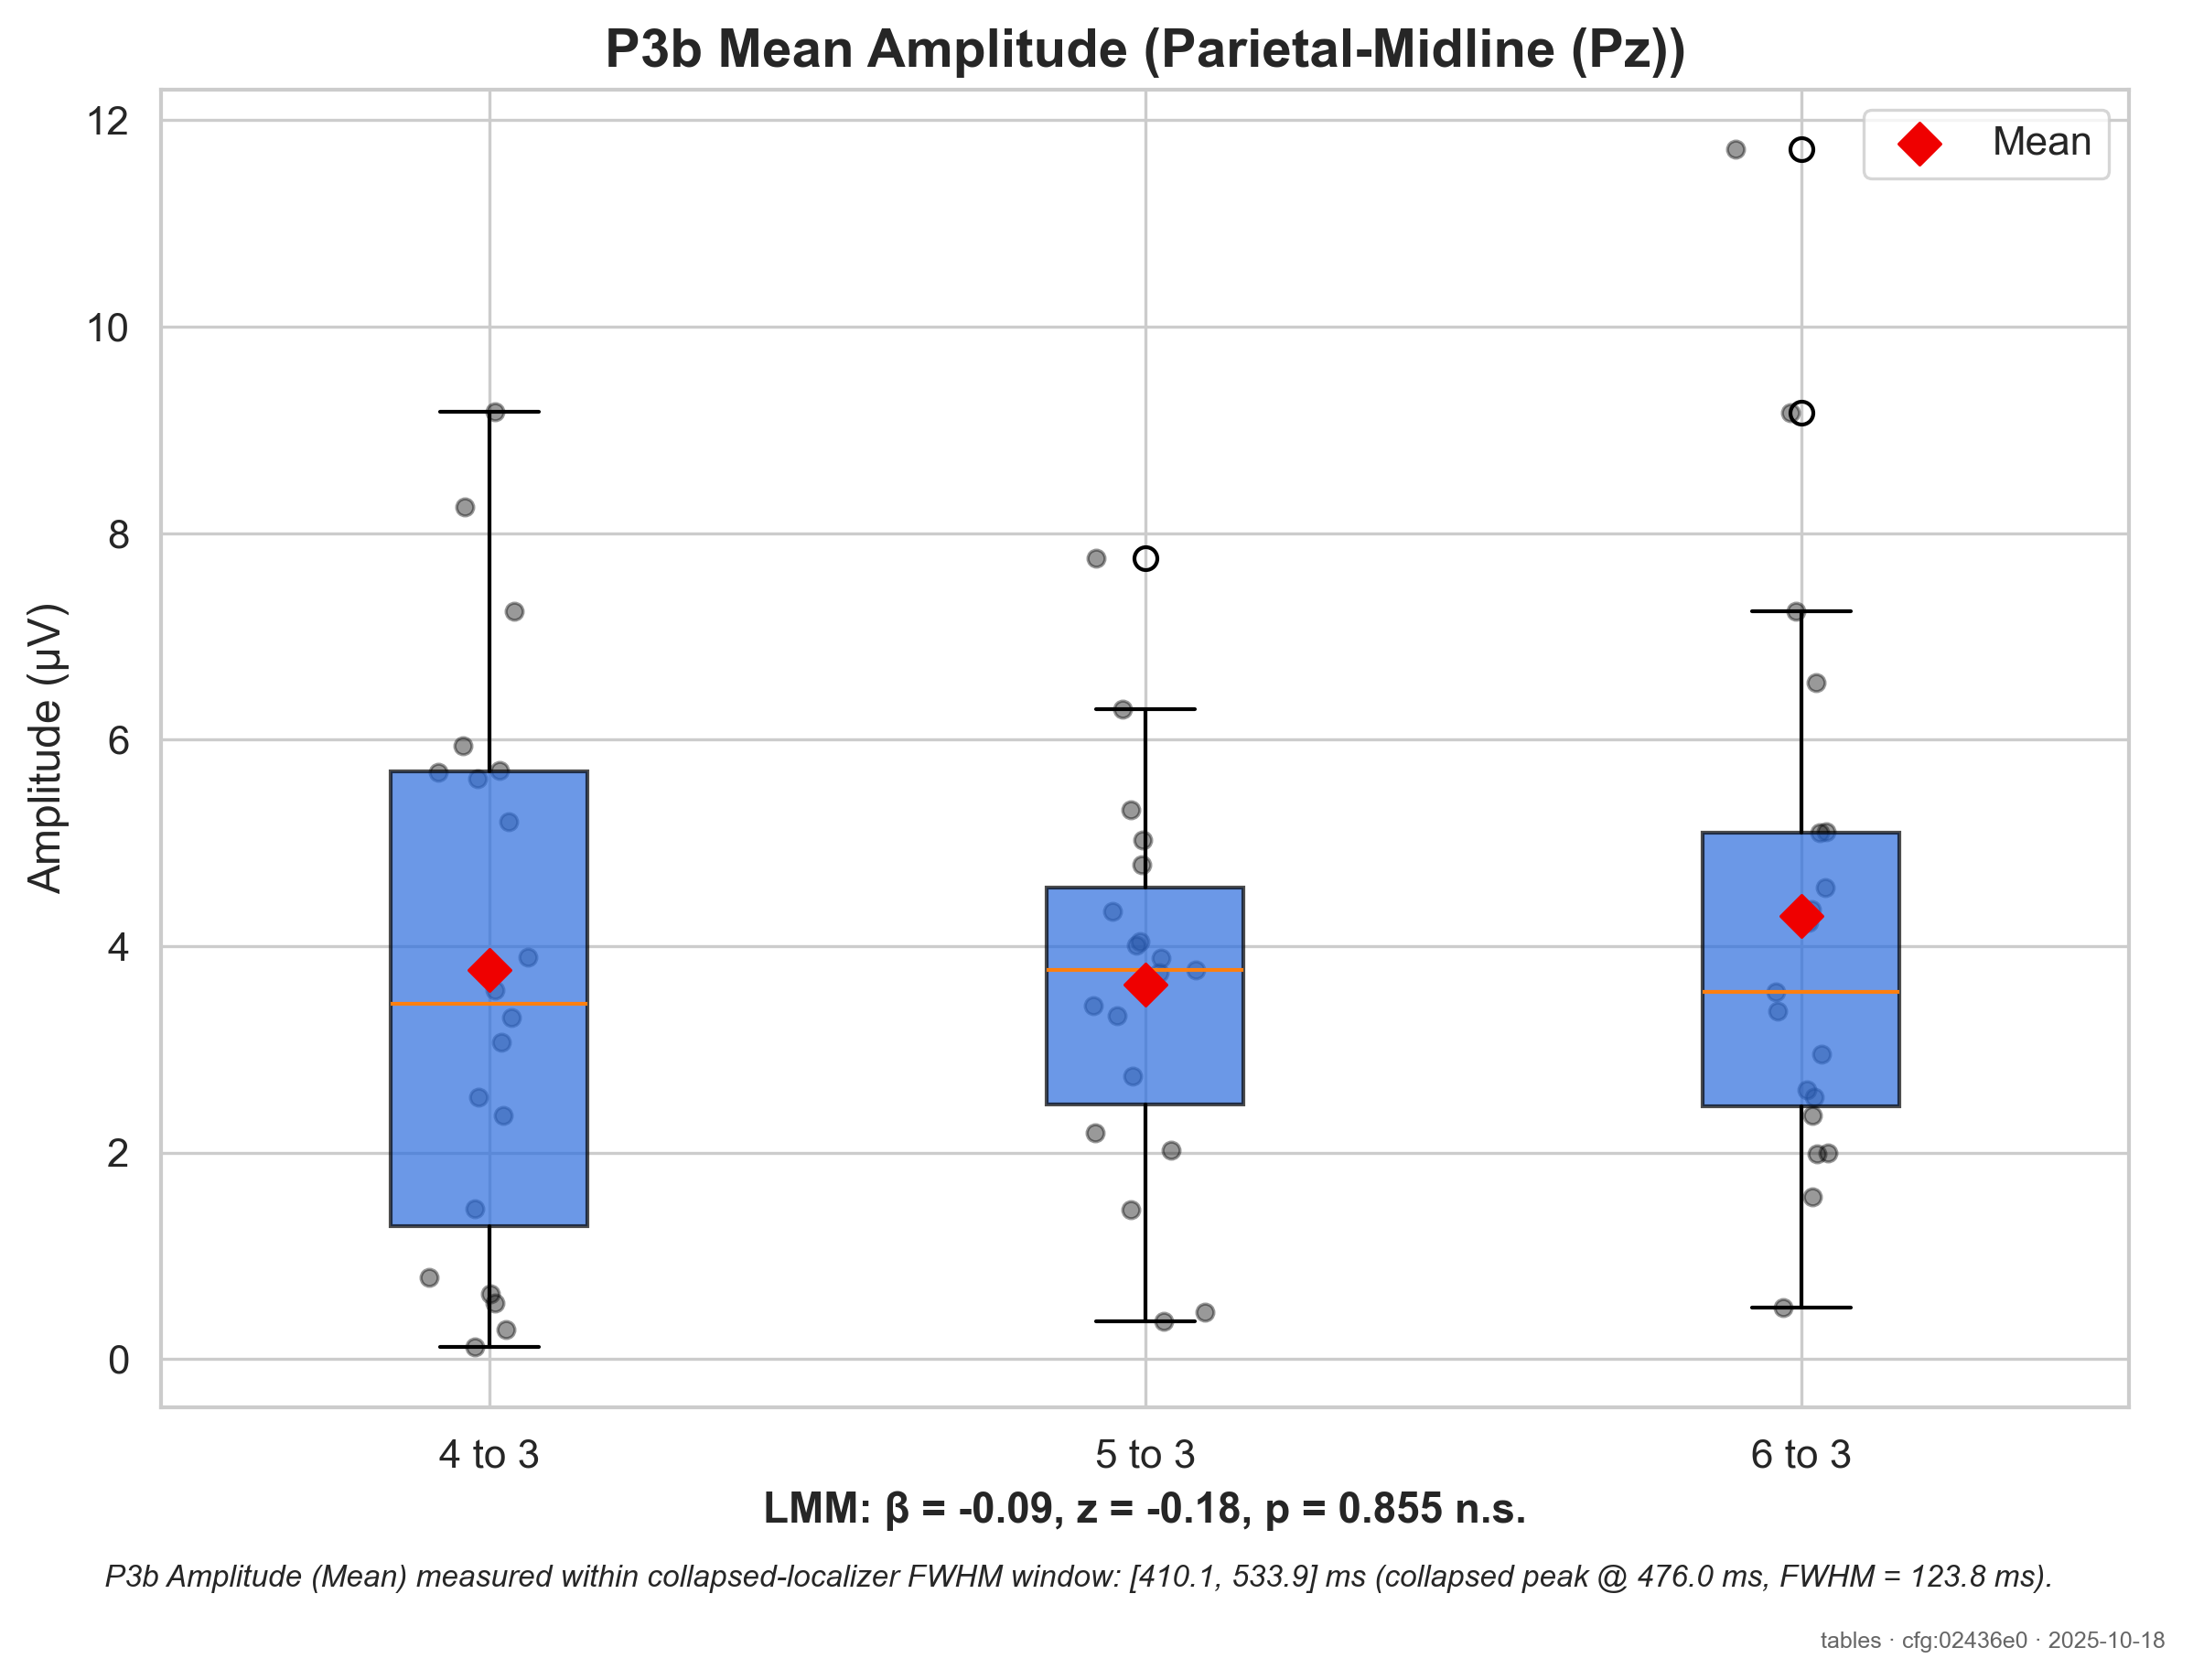 P3b Mean Amplitude (Parietal-Midline (Pz))
Mean
Amplitude (µV)
12
10
8
6
4
2
0
4 to 3
5 to 3
6 to 3
LMM: β = -0.09, z = -0.18, p = 0.855 n.s.
P3b Amplitude (Mean) measured within collapsed-localizer FWHM window: [410.1, 533.9] ms (collapsed peak @ 476.0 ms, FWHM = 123.8 ms).
tables · cfg:02436e0 · 2025-10-18